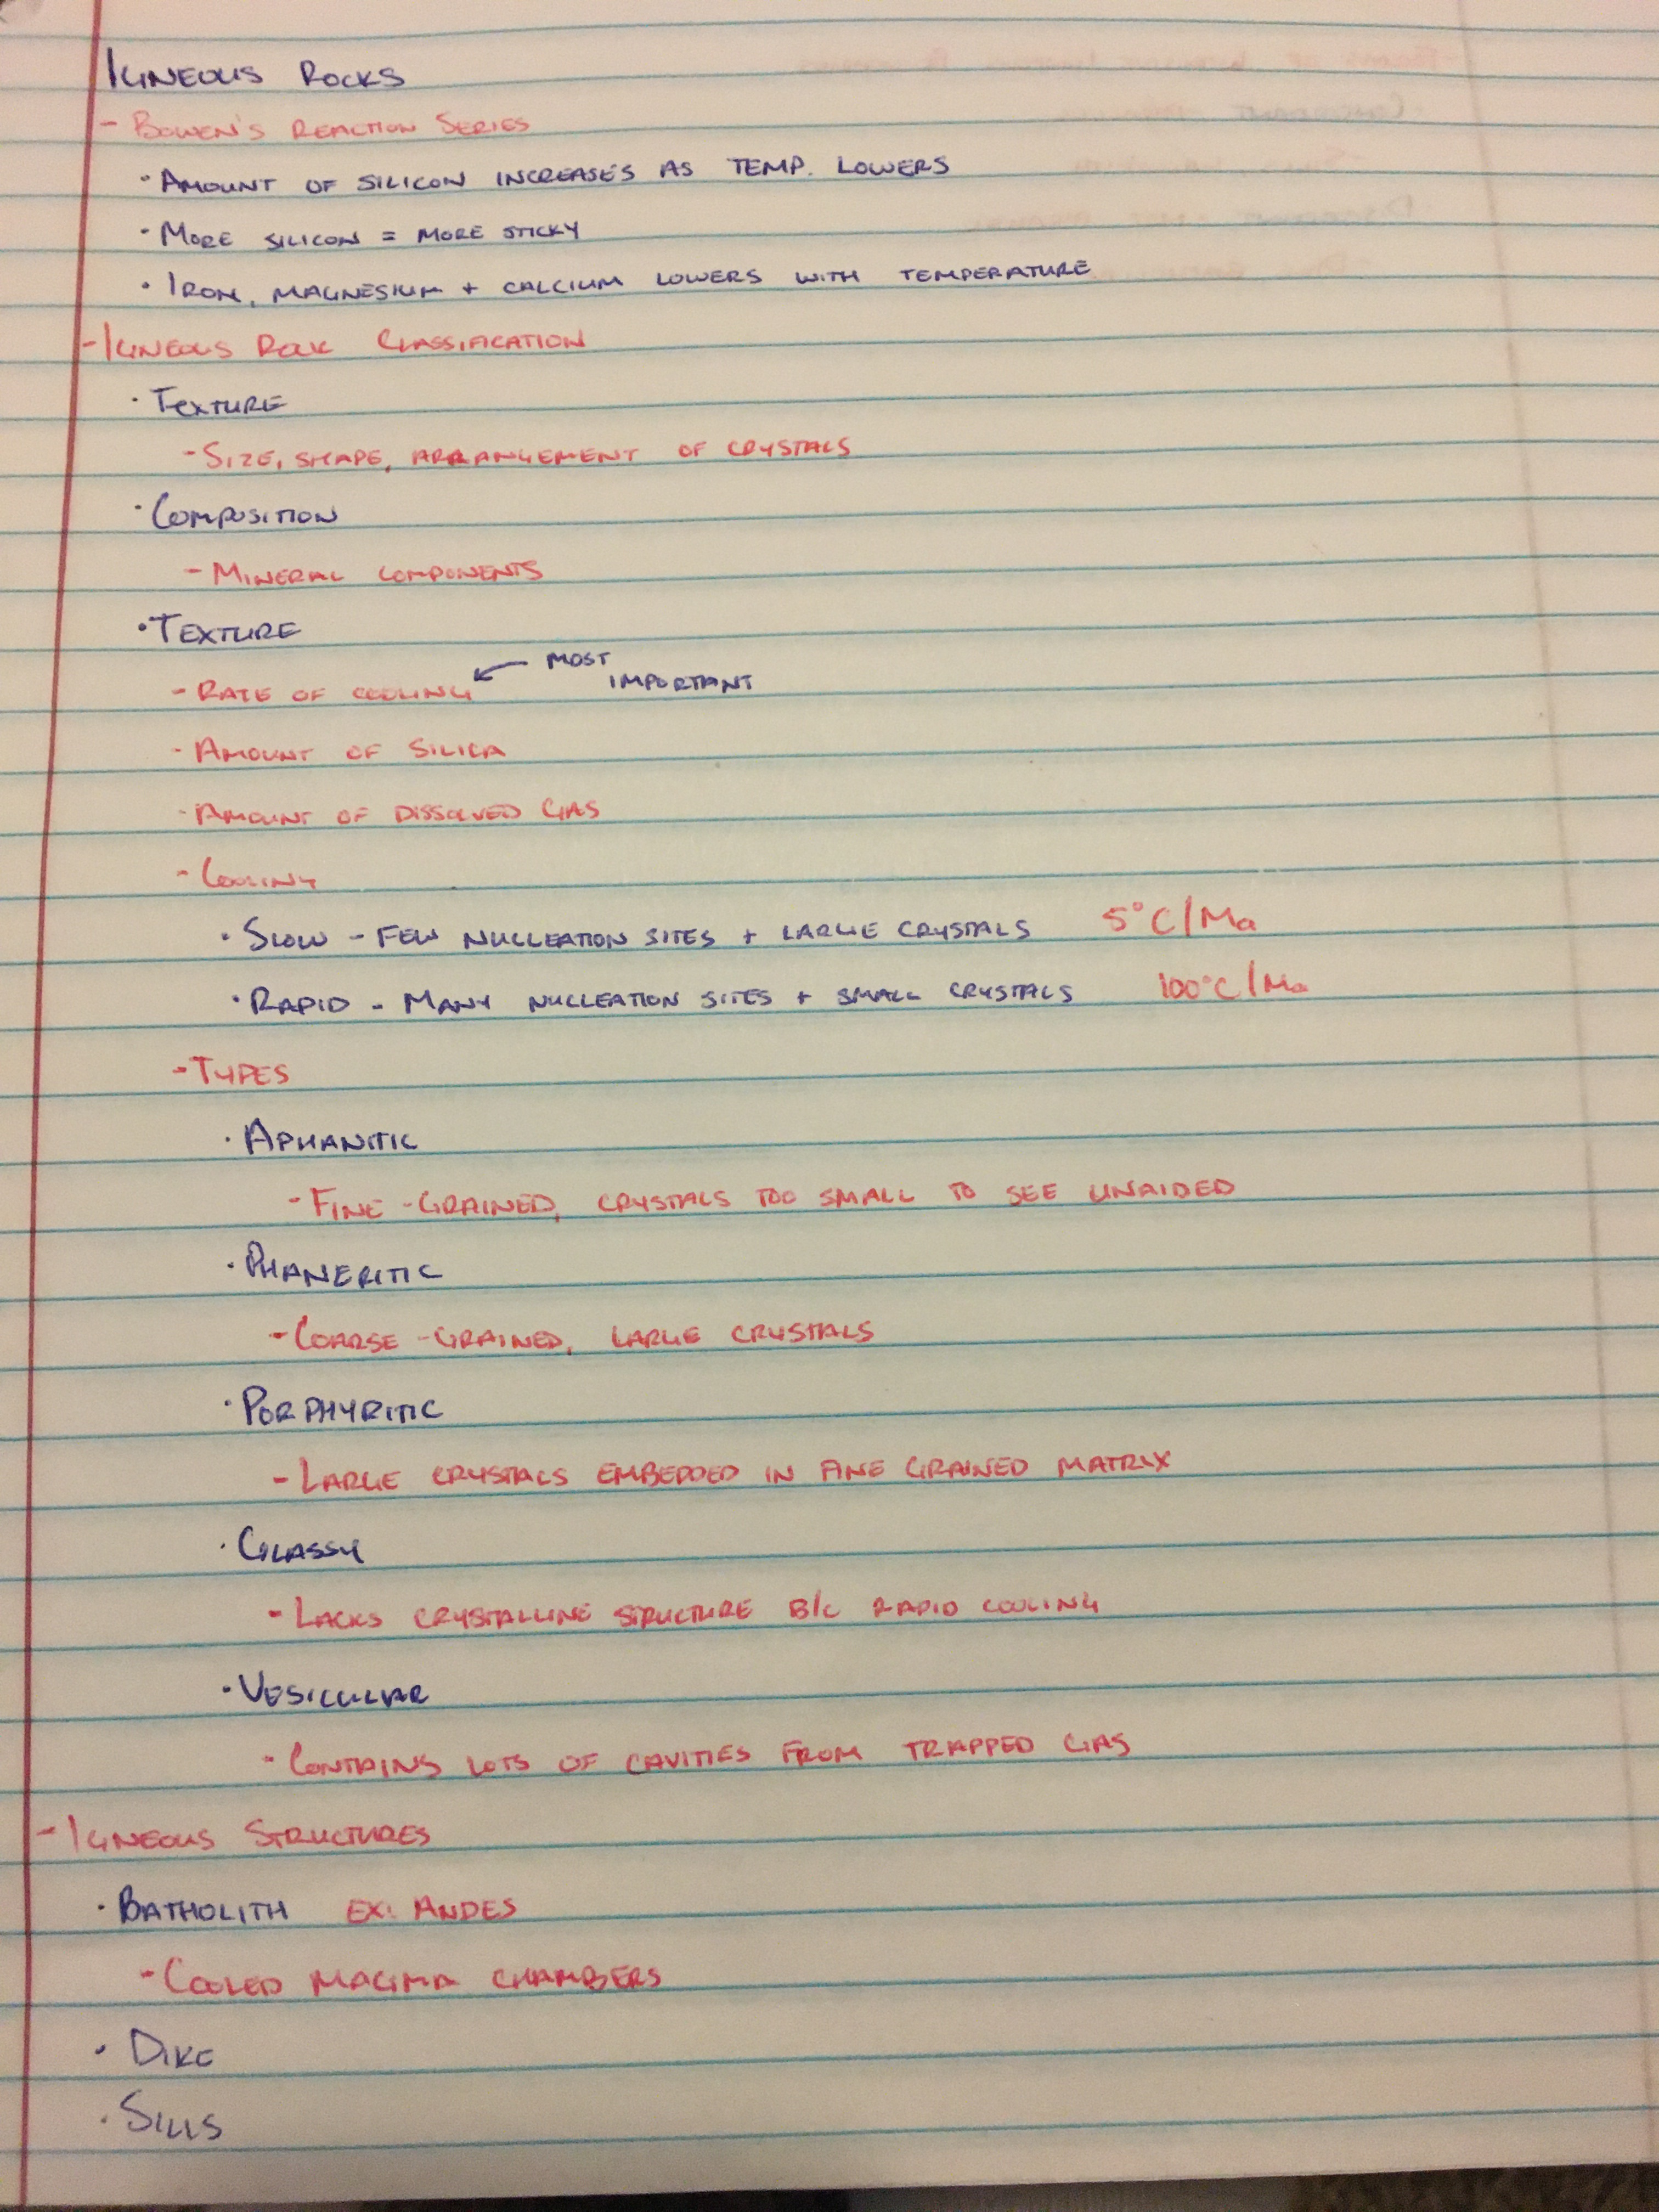 IGNEOUS ROCKS
- BOWEN'S REACTION SERIES
· AMOUNT OF SILICON INCREASES AS TEMP. LOWERS
· MORE SILICON = MORE STICKY
· IRON, MAGNESIUM + CALCIUM LOWERS WITH TEMPERATURE
- IGNEOUS ROCK CLASSIFICATION
· TEXTURE
- SIZE, SHAPE, ARRANGEMENT OF CRYSTALS
· COMPOSITION
- MINERAL COMPONENTS
· TEXTURE
- RATE OF COOLING ← MOST IMPORTANT
- AMOUNT OF SILICA
- AMOUNT OF DISSOLVED GAS
- COOLING
· SLOW - FEW NUCLEATION SITES + LARGE CRYSTALS 5°C/Ma
· RAPID - MANY NUCLEATION SITES + SMALL CRYSTALS 100°C/Ma
- TYPES
· APHANITIC
- FINE-GRAINED, CRYSTALS TOO SMALL TO SEE UNAIDED
· PHANERITIC
- COARSE-GRAINED, LARGE CRYSTALS
· PORPHYRITIC
- LARGE CRYSTALS EMBEDDED IN FINE GRAINED MATRIX
· GLASSY
- LACKS CRYSTALLINE STRUCTURE B/C RAPID COOLING
· VESICULAR
- CONTAINS LOTS OF CAVITIES FROM TRAPPED GAS
- IGNEOUS STRUCTURES
· BATHOLITH EX: ANDES
- COOLED MAGMA CHAMBERS
· DIKE
· SILLS